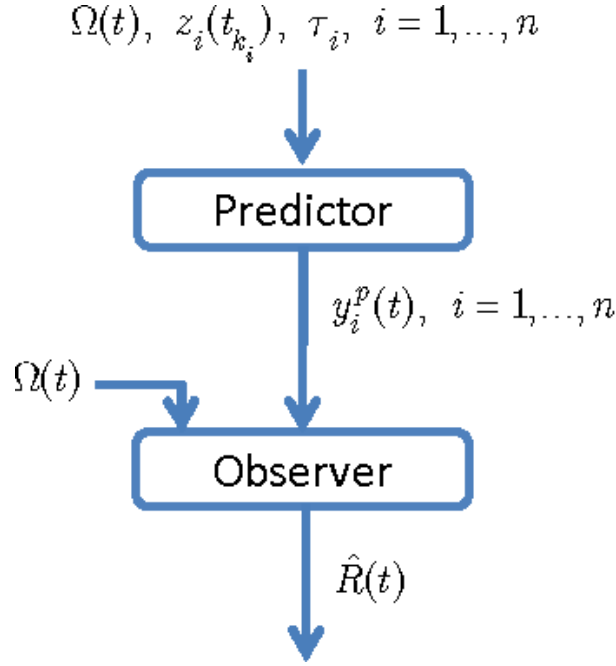 Ω(t), z_i(t_{k_i}), τ_i, i = 1,...,n
Predictor
y_i^p(t), i = 1,...,n
Ω(t)
Observer
R̂(t)